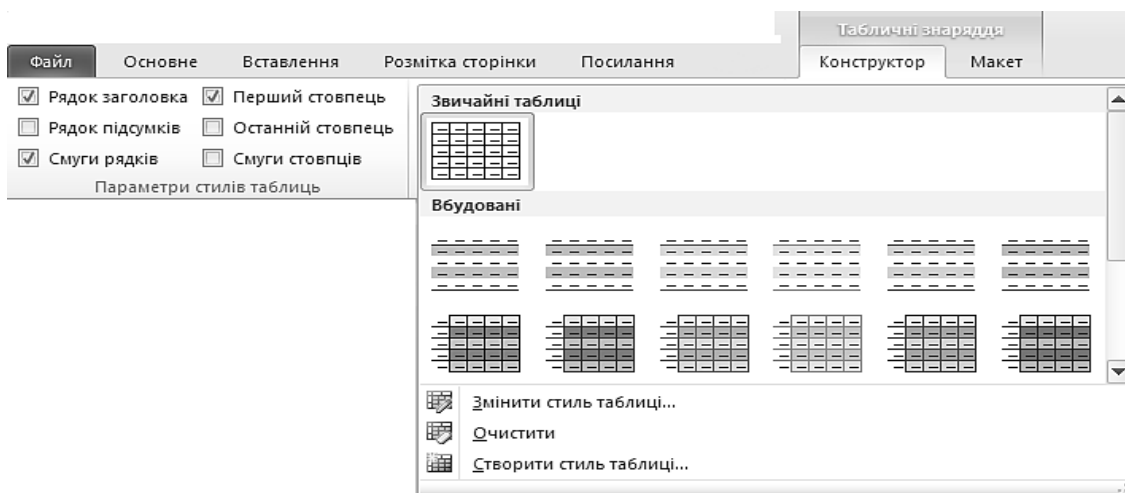 Табличні знаряддя
Файл Основне Вставлення Розмітка сторінки Посилання Конструктор Макет
Рядок заголовка Перший стовпець
Рядок підсумків Останній стовпець
Смуги рядків Смуги стовпців
Параметри стилів таблиць
Звичайні таблиці
Вбудовані
Змінити стиль таблиці...
Очистити
Створити стиль таблиці...